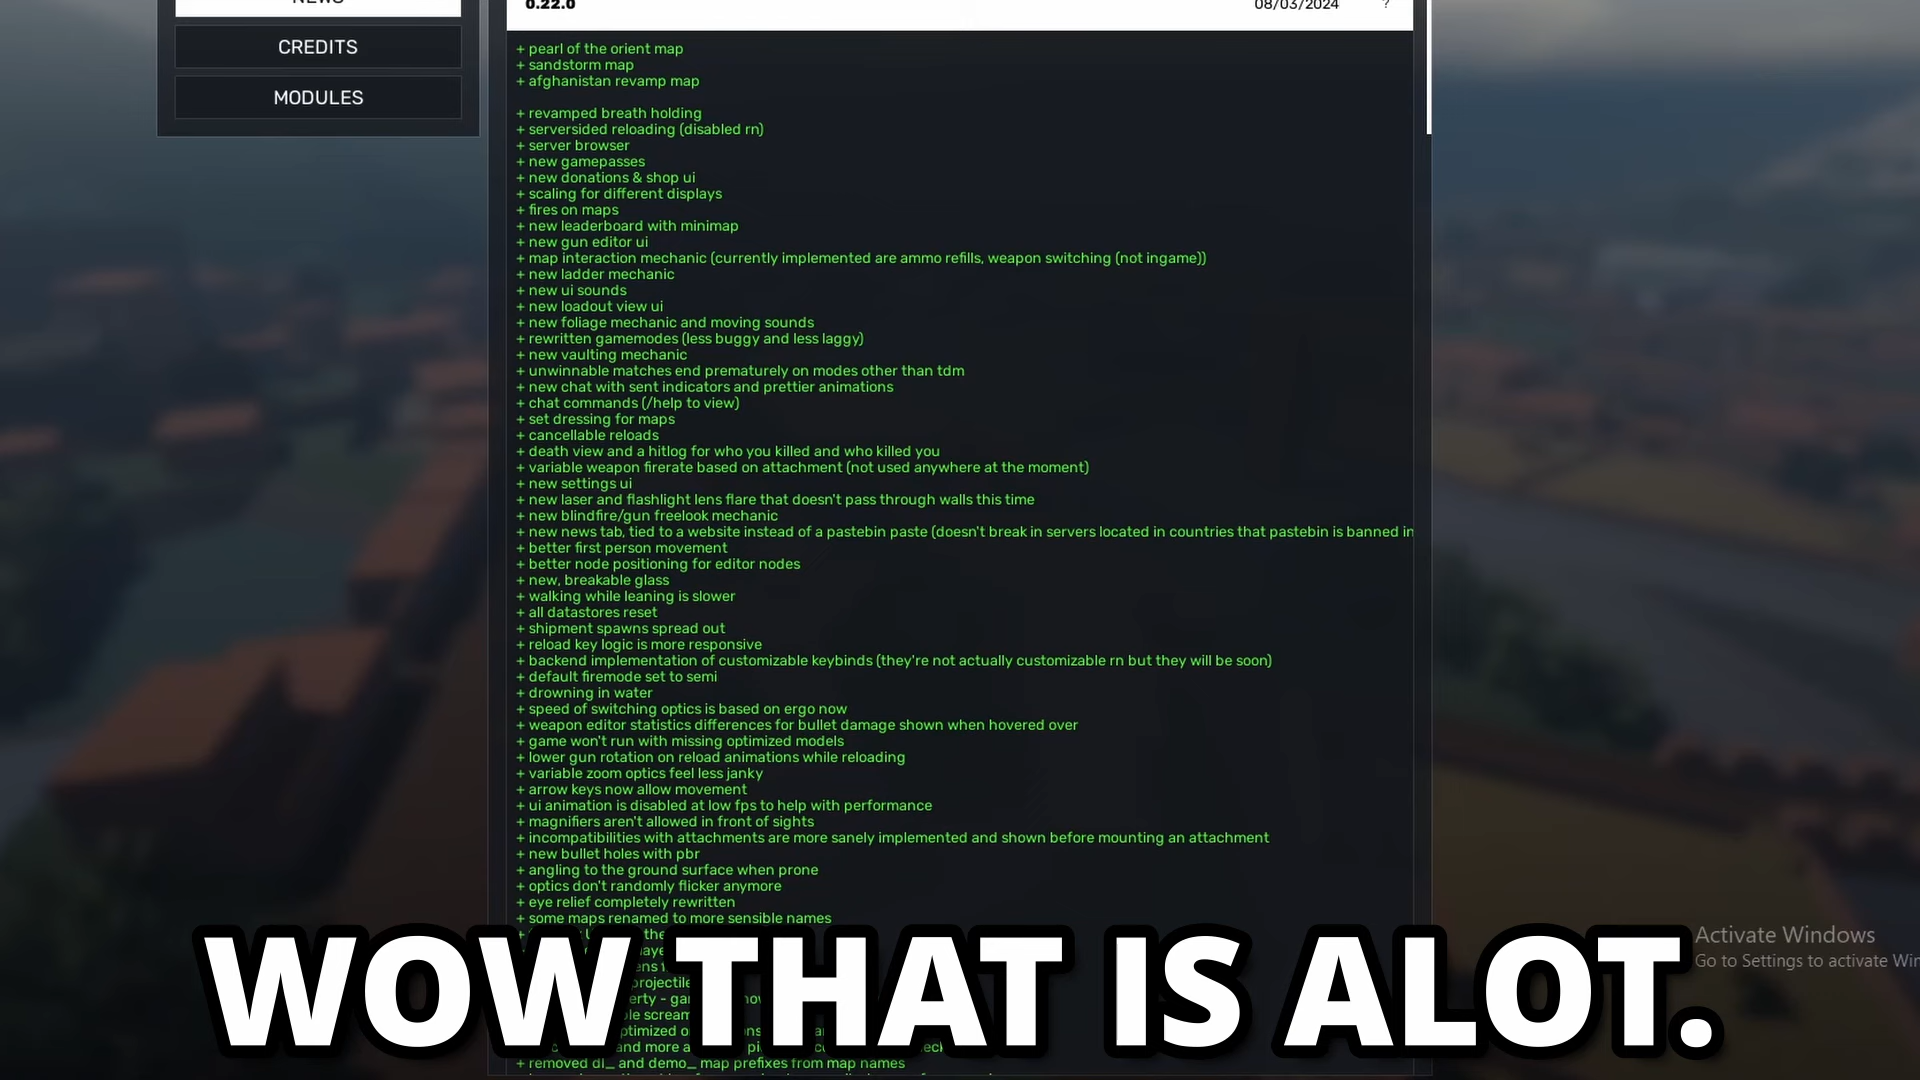 NEWS
CREDITS
MODULES
0.22.0
08/03/2024
?
+ pearl of the orient map
+ sandstorm map
+ afghanistan revamp map
+ revamped breath holding
+ serversided reloading (disabled rn)
+ server browser
+ new gamepasses
+ new donations & shop ui
+ scaling for different displays
+ fires on maps
+ new leaderboard with minimap
+ new gun editor ui
+ map interaction mechanic (currently implemented are ammo refills, weapon switching (not ingame))
+ new ladder mechanic
+ new ui sounds
+ new loadout view ui
+ new foliage mechanic and moving sounds
+ rewritten gamemodes (less buggy and less laggy)
+ new vaulting mechanic
+ unwinnable matches end prematurely on modes other than tdm
+ new chat with sent indicators and prettier animations
+ chat commands (/help to view)
+ set dressing for maps
+ cancellable reloads
+ death view and a hitlog for who you killed and who killed you
+ variable weapon firerate based on attachment (not used anywhere at the moment)
+ new settings ui
+ new laser and flashlight lens flare that doesn't pass through walls this time
+ new blindfire/gun freelook mechanic
+ new news tab, tied to a website instead of a pastebin paste (doesn't break in servers located in countries that pastebin is banned in
+ better first person movement
+ better node positioning for editor nodes
+ new, breakable glass
+ walking while leaning is slower
+ all datastores reset
+ shipment spawns spread out
+ reload key logic is more responsive
+ backend implementation of customizable keybinds (they're not actually customizable rn but they will be soon)
+ default firemode set to semi
+ drowning in water
+ speed of switching optics is based on ergo now
+ weapon editor statistics differences for bullet damage shown when hovered over
+ game won't run with missing optimized models
+ lower gun rotation on reload animations while reloading
+ variable zoom optics feel less janky
+ arrow keys now allow movement
+ ui animation is disabled at low fps to help with performance
+ magnifiers aren't allowed in front of sights
+ incompatibilities with attachments are more sanely implemented and shown before mounting an attachment
+ new bullet holes with pbr
+ angling to the ground surface when prone
+ optics don't randomly flicker anymore
+ eye relief completely rewritten
+ some maps renamed to more sensible names
WOW THAT IS ALOT.
and more
+ removed dl_ and demo_ map prefixes from map names
Activate Windows
Go to Settings to activate Win